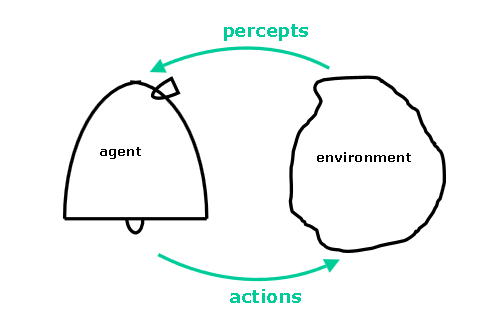 percepts
agent
environment
actions